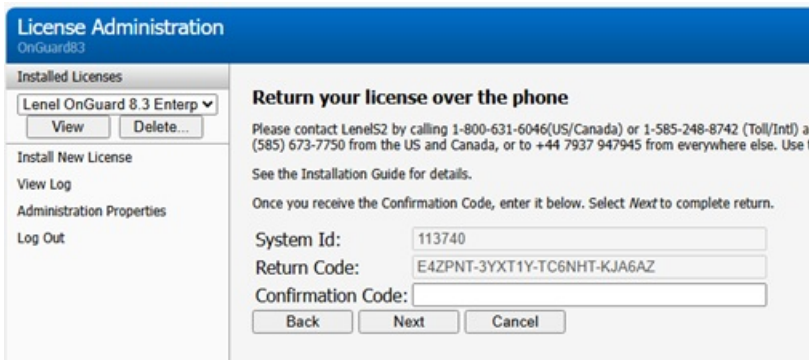 License Administration
OnGuard83
Installed Licenses
Lenel OnGuard 8.3 Enterp
View
Delete...
Install New License
View Log
Administration Properties
Log Out
Return your license over the phone
Please contact LenelS2 by calling 1-800-631-6046(US/Canada) or 1-585-248-8742 (Toll/Intl) a
(585) 673-7750 from the US and Canada, or to +44 7937 947945 from everywhere else. Use
See the Installation Guide for details.
Once you receive the Confirmation Code, enter it below. Select Next to complete return.
System Id: 113740
Return Code: E4ZPNT-3YXT1Y-TC6NHT-KJA6AZ
Confirmation Code:
Back Next Cancel